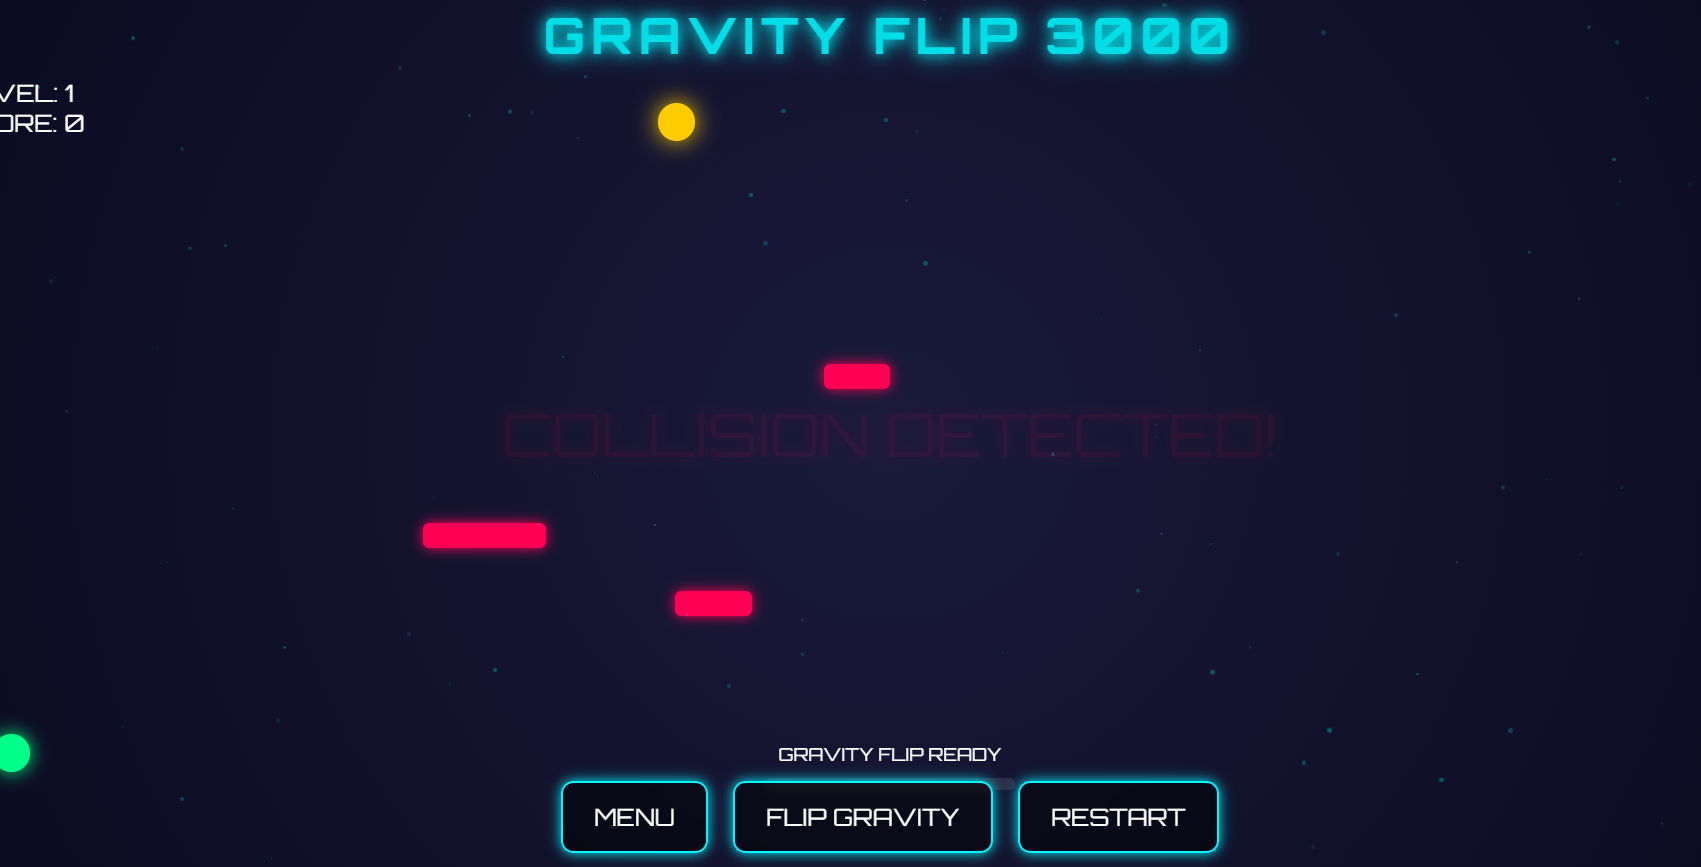 GRAVITY FLIP 3000
VEL: 1
ORE: 0
COLLISION DETECTED!
GRAVITY FLIP READY
MENU
FLIP GRAVITY
RESTART